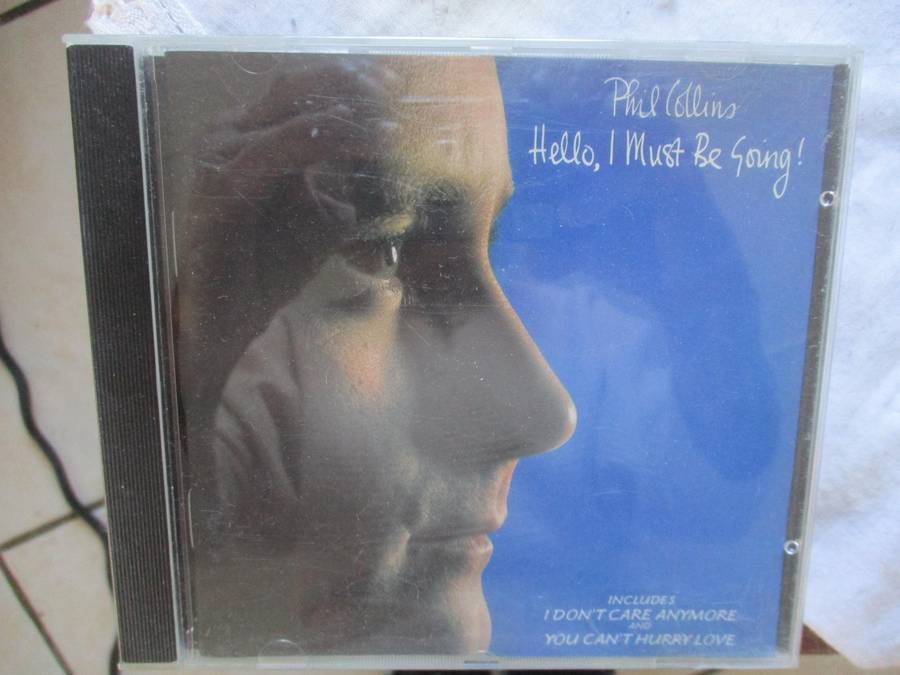 Phil Collins
Hello, I Must Be Going!
INCLUDES
I DON'T CARE ANYMORE
AND
YOU CAN'T HURRY LOVE